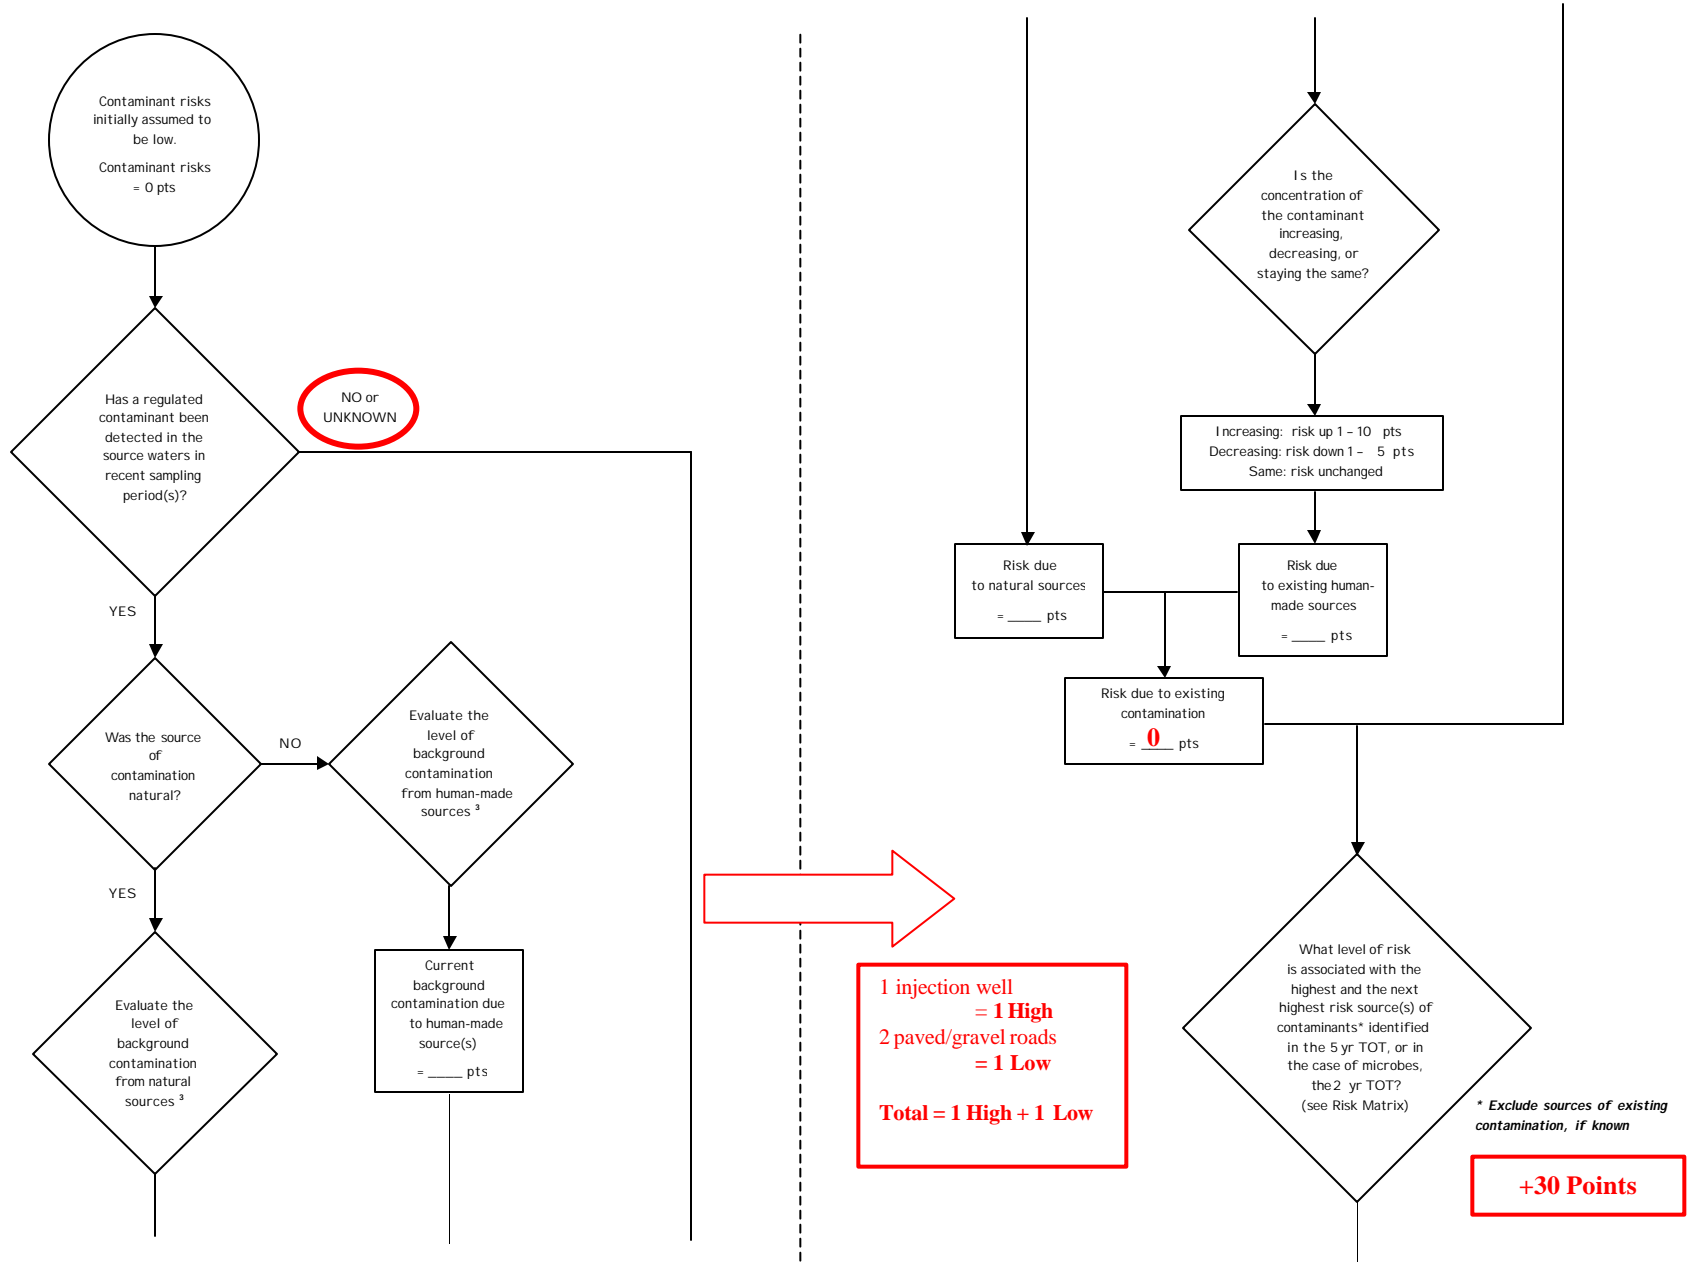 Contaminant risks
initially assumed to
be low.
Contaminant risks
= 0 pts
Has a regulated
contaminant been
detected in the
source waters in
recent sampling
period(s)?
NO or
UNKNOWN
YES
Was the source
of
contamination
natural?
NO
Evaluate the
level of
background
contamination
from human-made
sources ³
YES
Evaluate the
level of
background
contamination
from natural
sources ³
Current
background
contamination due
to human-made
source(s)
= ____ pts
Is the
concentration of
the contaminant
increasing,
decreasing, or
staying the same?
Increasing: risk up 1 – 10 pts
Decreasing: risk down 1 – 5 pts
Same: risk unchanged
Risk due
to natural sources
= ____ pts
Risk due
to existing human-
made sources
= ____ pts
Risk due to existing
contamination
= 0 pts
1 injection well
= 1 High
2 paved/gravel roads
= 1 Low
Total = 1 High + 1 Low
What level of risk
is associated with the
highest and the next
highest risk source(s) of
contaminants* identified
in the 5 yr TOT, or in
the case of microbes,
the 2 yr TOT?
(see Risk Matrix)
* Exclude sources of existing
contamination, if known
+30 Points